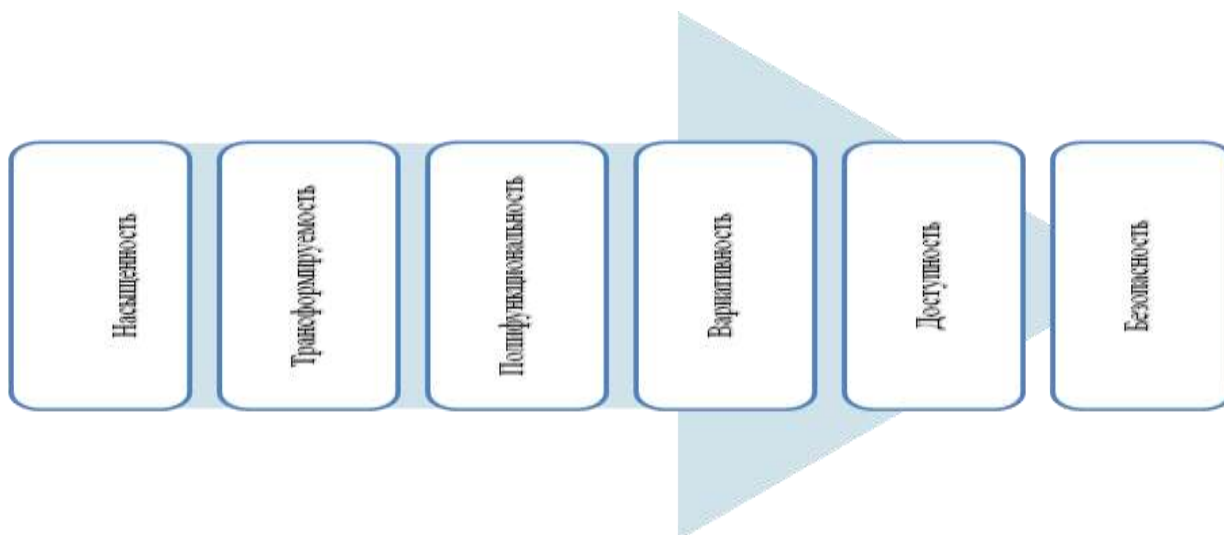 Насыщенность
Трансформируемость
Полифункциональность
Вариативность
Доступность
Безопасность